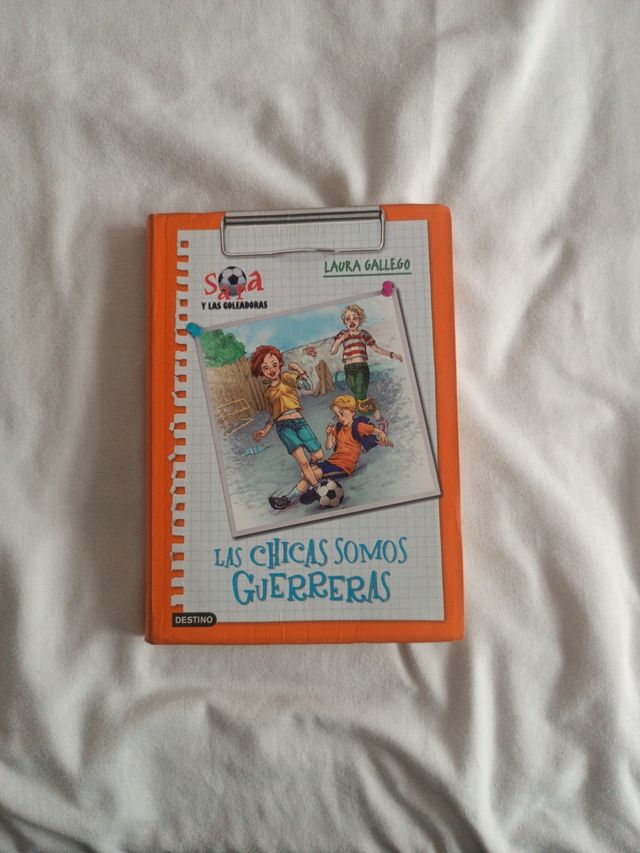 LAURA GALLEGO
Sara
Y LAS GOLEADORAS
LAS CHICAS SOMOS
GUERRERAS
DESTINO